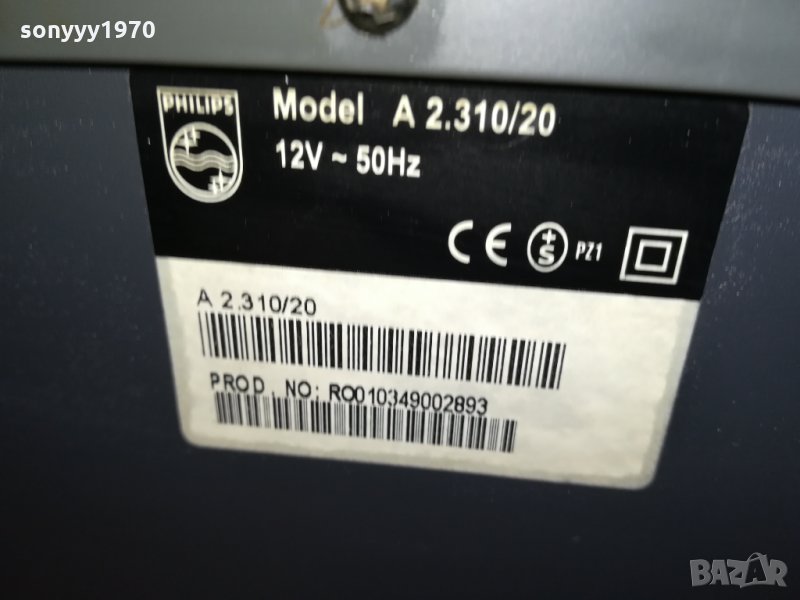 sonyyy1970
PHILIPS
Model A 2.310/20
12V ~ 50Hz
CE +S PZ1
A 2.310/20
PROD. NO: RO010349002893
BAZAR